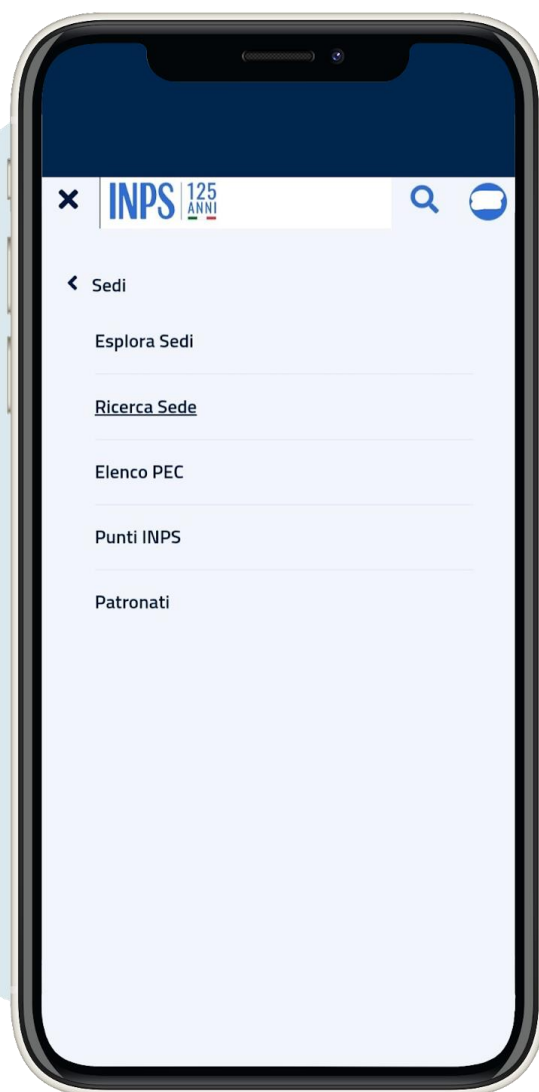 INPS 125
ANNI
Sedi
Esplora Sedi
Ricerca Sede
Elenco PEC
Punti INPS
Patronati